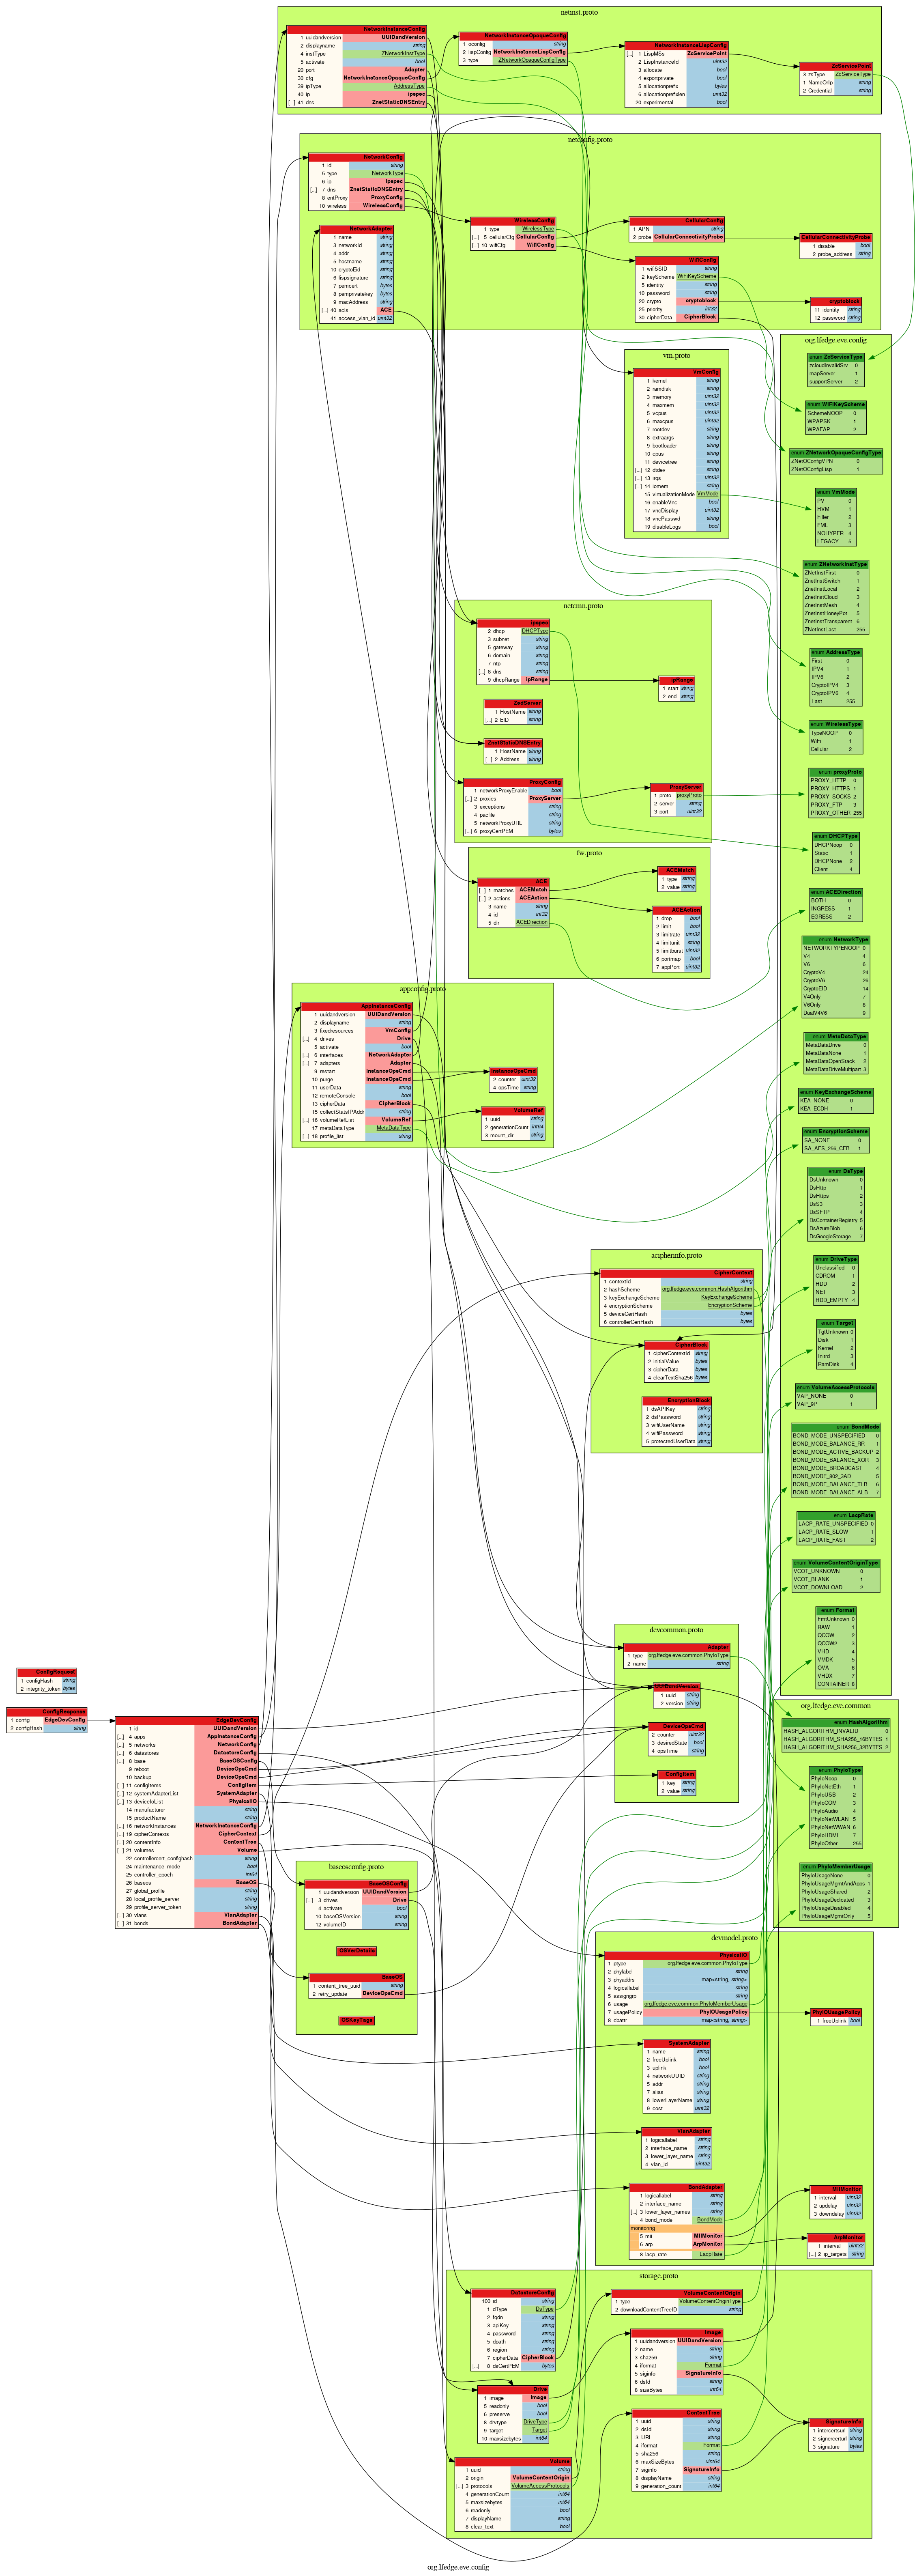 netinst.proto
NetworkInstanceConfig
1 uuidandversion UUIDandVersion
2 displayname string
4 instType ZNetworkInstType
5 activate bool
20 port Adapter
30 cfg NetworkInstanceOpaqueConfig
39 ipType AddressType
40 ip ipspec
[...] 41 dns ZnetStaticDNSEntry
NetworkInstanceOpaqueConfig
1 oconfig string
2 lispConfig NetworkInstanceLispConfig
3 type ZNetworkOpaqueConfigType
NetworkInstanceLispConfig
[...] 1 LispMSs ZcServicePoint
2 LispInstanceId uint32
3 allocate bool
4 exportprivate bool
5 allocationprefix bytes
6 allocationprefixlen uint32
20 experimental bool
ZcServicePoint
3 zsType ZcServiceType
1 NameOrIp string
2 Credential string
netconfig.proto
NetworkConfig
1 id string
5 type NetworkType
6 ip ipspec
[...] 7 dns ZnetStaticDNSEntry
8 entProxy ProxyConfig
10 wireless WirelessConfig
NetworkAdapter
1 name string
3 networkId string
4 addr string
5 hostname string
10 cryptoEid string
6 lispsignature string
7 pemcert bytes
8 pemprivatekey bytes
9 macAddress string
[...] 40 acls ACE
41 access_vlan_id uint32
WirelessConfig
1 type WirelessType
[...] 5 cellularCfg CellularConfig
[...] 10 wifiCfg WifiConfig
CellularConfig
1 APN string
2 probe CellularConnectivityProbe
CellularConnectivityProbe
1 disable bool
2 probe_address string
WifiConfig
1 wifiSSID string
2 keyScheme WiFiKeyScheme
5 identity string
10 password string
20 crypto cryptoblock
25 priority int32
30 cipherData CipherBlock
cryptoblock
11 identity string
12 password string
vm.proto
VmConfig
1 kernel string
2 ramdisk string
3 memory uint32
4 maxmem uint32
5 vcpus uint32
6 maxcpus uint32
7 rootdev string
8 extraargs string
9 bootloader string
10 cpus string
11 devicetree string
[...] 12 dtdev string
[...] 13 irqs uint32
[...] 14 iomem string
15 virtualizationMode VmMode
16 enableVnc bool
17 vncDisplay uint32
18 vncPasswd string
19 disableLogs bool
netcmn.proto
ipspec
2 dhcp DHCPType
3 subnet string
5 gateway string
6 domain string
7 ntp string
[...] 8 dns string
9 dhcpRange ipRange
ipRange
1 start string
2 end string
ZedServer
1 HostName string
[...] 2 EID string
ZnetStaticDNSEntry
1 HostName string
[...] 2 Address string
ProxyConfig
1 networkProxyEnable bool
[...] 2 proxies ProxyServer
3 exceptions string
4 pacfile string
5 networkProxyURL string
[...] 6 proxyCertPEM bytes
ProxyServer
1 proto proxyProto
2 server string
3 port uint32
fw.proto
ACE
[...] 1 matches ACEMatch
[...] 2 actions ACEAction
3 name string
4 id int32
5 dir ACEDirection
ACEMatch
1 type string
2 value string
ACEAction
1 drop bool
2 limit bool
3 limitrate uint32
4 limitunit string
5 limitburst uint32
6 portmap bool
7 appPort uint32
appconfig.proto
AppInstanceConfig
1 uuidandversion UUIDandVersion
2 displayname string
3 fixedresources VmConfig
[...] 4 drives Drive
5 activate bool
[...] 6 interfaces NetworkAdapter
[...] 7 adapters Adapter
9 restart InstanceOpsCmd
10 purge InstanceOpsCmd
11 userData string
12 remoteConsole bool
13 cipherData CipherBlock
15 collectStatsIPAddr string
[...] 16 volumeRefList VolumeRef
17 metaDataType MetaDataType
[...] 18 profile_list string
InstanceOpsCmd
2 counter uint32
4 opsTime string
VolumeRef
1 uuid string
2 generationCount int64
3 mount_dir string
acipherinfo.proto
CipherContext
1 contextId string
2 hashScheme org.lfedge.eve.common.HashAlgorithm
3 keyExchangeScheme KeyExchangeScheme
4 encryptionScheme EncryptionScheme
5 deviceCertHash bytes
6 controllerCertHash bytes
CipherBlock
1 cipherContextId string
2 initialValue bytes
3 cipherData bytes
4 clearTextSha256 bytes
EncryptionBlock
1 dsAPIKey string
2 dsPassword string
3 wifiUserName string
4 wifiPassword string
5 protectedUserData string
devcommon.proto
Adapter
1 type org.lfedge.eve.common.PhyIoType
2 name string
UUIDandVersion
1 uuid string
2 version string
DeviceOpsCmd
2 counter uint32
3 desiredState bool
4 opsTime string
ConfigItem
1 key string
2 value string
ConfigRequest
1 configHash string
2 integrity_token bytes
ConfigResponse
1 config EdgeDevConfig
2 configHash string
EdgeDevConfig
1 id UUIDandVersion
[...] 4 apps AppInstanceConfig
[...] 5 networks NetworkConfig
[...] 6 datastores DatastoreConfig
[...] 8 base BaseOSConfig
9 reboot DeviceOpsCmd
10 backup DeviceOpsCmd
[...] 11 configItems ConfigItem
[...] 12 systemAdapterList SystemAdapter
[...] 13 deviceIoList PhysicalIO
14 manufacturer string
15 productName string
[...] 16 networkInstances NetworkInstanceConfig
[...] 19 cipherContexts CipherContext
[...] 20 contentInfo ContentTree
[...] 21 volumes Volume
22 controllercert_confighash string
24 maintenance_mode bool
25 controller_epoch int64
26 baseos BaseOS
27 global_profile string
28 local_profile_server string
29 profile_server_token string
[...] 30 vlans VlanAdapter
[...] 31 bonds BondAdapter
baseosconfig.proto
BaseOSConfig
1 uuidandversion UUIDandVersion
[...] 3 drives Drive
4 activate bool
10 baseOSVersion string
12 volumeID string
OSVerDetails
BaseOS
1 content_tree_uuid string
2 retry_update DeviceOpsCmd
OSKeyTags
devmodel.proto
PhysicalIO
1 ptype org.lfedge.eve.common.PhyIoType
2 phylabel string
3 phyaddrs map<string, string>
4 logicallabel string
5 assigngrp string
6 usage org.lfedge.eve.common.PhyIoMemberUsage
7 usagePolicy PhyIOUsagePolicy
8 cbattr map<string, string>
PhyIOUsagePolicy
1 freeUplink bool
SystemAdapter
1 name string
2 freeUplink bool
3 uplink bool
4 networkUUID string
5 addr string
7 alias string
8 lowerLayerName string
9 cost uint32
VlanAdapter
1 logicallabel string
2 interface_name string
3 lower_layer_name string
4 vlan_id uint32
BondAdapter
1 logicallabel string
2 interface_name string
[...] 3 lower_layer_names string
4 bond_mode BondMode
monitoring
5 mii MIIMonitor
6 arp ArpMonitor
8 lacp_rate LacpRate
MIIMonitor
1 interval uint32
2 updelay uint32
3 downdelay uint32
ArpMonitor
1 interval uint32
[...] 2 ip_targets string
storage.proto
DatastoreConfig
100 id string
1 dType DsType
2 fqdn string
3 apiKey string
4 password string
5 dpath string
6 region string
7 cipherData CipherBlock
[...] 8 dsCertPEM bytes
VolumeContentOrigin
1 type VolumeContentOriginType
2 downloadContentTreeID string
Image
1 uuidandversion UUIDandVersion
2 name string
3 sha256 string
4 iformat Format
5 siginfo SignatureInfo
6 dsId string
8 sizeBytes int64
Drive
1 image Image
5 readonly bool
6 preserve bool
8 drvtype DriveType
9 target Target
10 maxsizebytes int64
ContentTree
1 uuid string
2 dsId string
3 URL string
4 iformat Format
5 sha256 string
6 maxSizeBytes uint64
7 siginfo SignatureInfo
8 displayName string
9 generation_count int64
SignatureInfo
1 intercertsurl string
2 signercerturl string
3 signature bytes
Volume
1 uuid string
2 origin VolumeContentOrigin
[...] 3 protocols VolumeAccessProtocols
4 generationCount int64
5 maxsizebytes int64
6 readonly bool
7 displayName string
8 clear_text bool
org.lfedge.eve.config
enum ZcServiceType
zcloudInvalidSrv 0
mapServer 1
supportServer 2
enum WiFiKeyScheme
SchemeNOOP 0
WPAPSK 1
WPAEAP 2
enum ZNetworkOpaqueConfigType
ZNetOConfigVPN 0
ZNetOConfigLisp 1
enum VmMode
PV 0
HVM 1
Filler 2
FML 3
NOHYPER 4
LEGACY 5
enum ZNetworkInstType
ZNetInstFirst 0
ZnetInstSwitch 1
ZnetInstLocal 2
ZnetInstCloud 3
ZnetInstMesh 4
ZnetInstHoneyPot 5
ZnetInstTransparent 6
ZNetInstLast 255
enum AddressType
First 0
IPV4 1
IPV6 2
CryptoIPV4 3
CryptoIPV6 4
Last 255
enum WirelessType
TypeNOOP 0
WiFi 1
Cellular 2
enum proxyProto
PROXY_HTTP 0
PROXY_HTTPS 1
PROXY_SOCKS 2
PROXY_FTP 3
PROXY_OTHER 255
enum DHCPType
DHCPNoop 0
Static 1
DHCPNone 2
Client 4
enum ACEDirection
BOTH 0
INGRESS 1
EGRESS 2
enum NetworkType
NETWORKTYPENOOP 0
V4 4
V6 6
CryptoV4 24
CryptoV6 26
CryptoEID 14
V4Only 7
V6Only 8
DualV4V6 9
enum MetaDataType
MetaDataDrive 0
MetaDataNone 1
MetaDataOpenStack 2
MetaDataDriveMultipart 3
enum KeyExchangeScheme
KEA_NONE 0
KEA_ECDH 1
enum EncryptionScheme
SA_NONE 0
SA_AES_256_CFB 1
enum DsType
DsUnknown 0
DsHttp 1
DsHttps 2
DsS3 3
DsSFTP 4
DsContainerRegistry 5
DsAzureBlob 6
DsGoogleStorage 7
enum DriveType
Unclassified 0
CDROM 1
HDD 2
NET 3
HDD_EMPTY 4
enum Target
TgtUnknown 0
Disk 1
Kernel 2
Initrd 3
RamDisk 4
enum VolumeAccessProtocols
VAP_NONE 0
VAP_9P 1
enum BondMode
BOND_MODE_UNSPECIFIED 0
BOND_MODE_BALANCE_RR 1
BOND_MODE_ACTIVE_BACKUP 2
BOND_MODE_BALANCE_XOR 3
BOND_MODE_BROADCAST 4
BOND_MODE_802_3AD 5
BOND_MODE_BALANCE_TLB 6
BOND_MODE_BALANCE_ALB 7
enum LacpRate
LACP_RATE_UNSPECIFIED 0
LACP_RATE_SLOW 1
LACP_RATE_FAST 2
enum VolumeContentOriginType
VCOT_UNKNOWN 0
VCOT_BLANK 1
VCOT_DOWNLOAD 2
enum Format
FmtUnknown 0
RAW 1
QCOW 2
QCOW2 3
VHD 4
VMDK 5
OVA 6
VHDX 7
CONTAINER 8
org.lfedge.eve.common
enum HashAlgorithm
HASH_ALGORITHM_INVALID 0
HASH_ALGORITHM_SHA256_16BYTES 1
HASH_ALGORITHM_SHA256_32BYTES 2
enum PhyIoType
PhyIoNoop 0
PhyIoNetEth 1
PhyIoUSB 2
PhyIoCOM 3
PhyIoAudio 4
PhyIoNetWLAN 5
PhyIoNetWWAN 6
PhyIoHDMI 7
PhyIoOther 255
enum PhyIoMemberUsage
PhyIoUsageNone 0
PhyIoUsageMgmtAndApps 1
PhyIoUsageShared 2
PhyIoUsageDedicated 3
PhyIoUsageDisabled 4
PhyIoUsageMgmtOnly 5
org.lfedge.eve.config